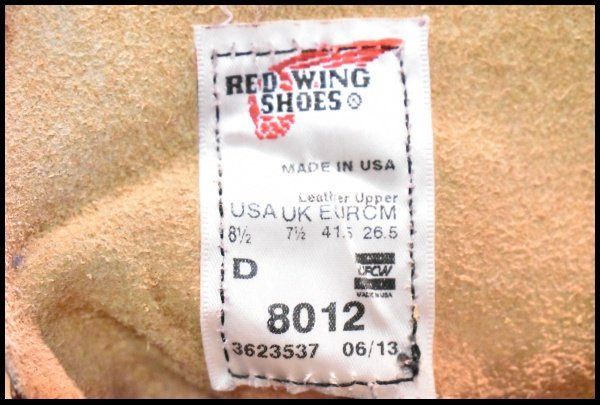 RED WING
SHOES®
MADE IN USA
Leather Upper
USA UK EUR CM
8½ 7½ 41.5 26.5
D
UFCW
MADE IN USA
8012
3623537 06/13